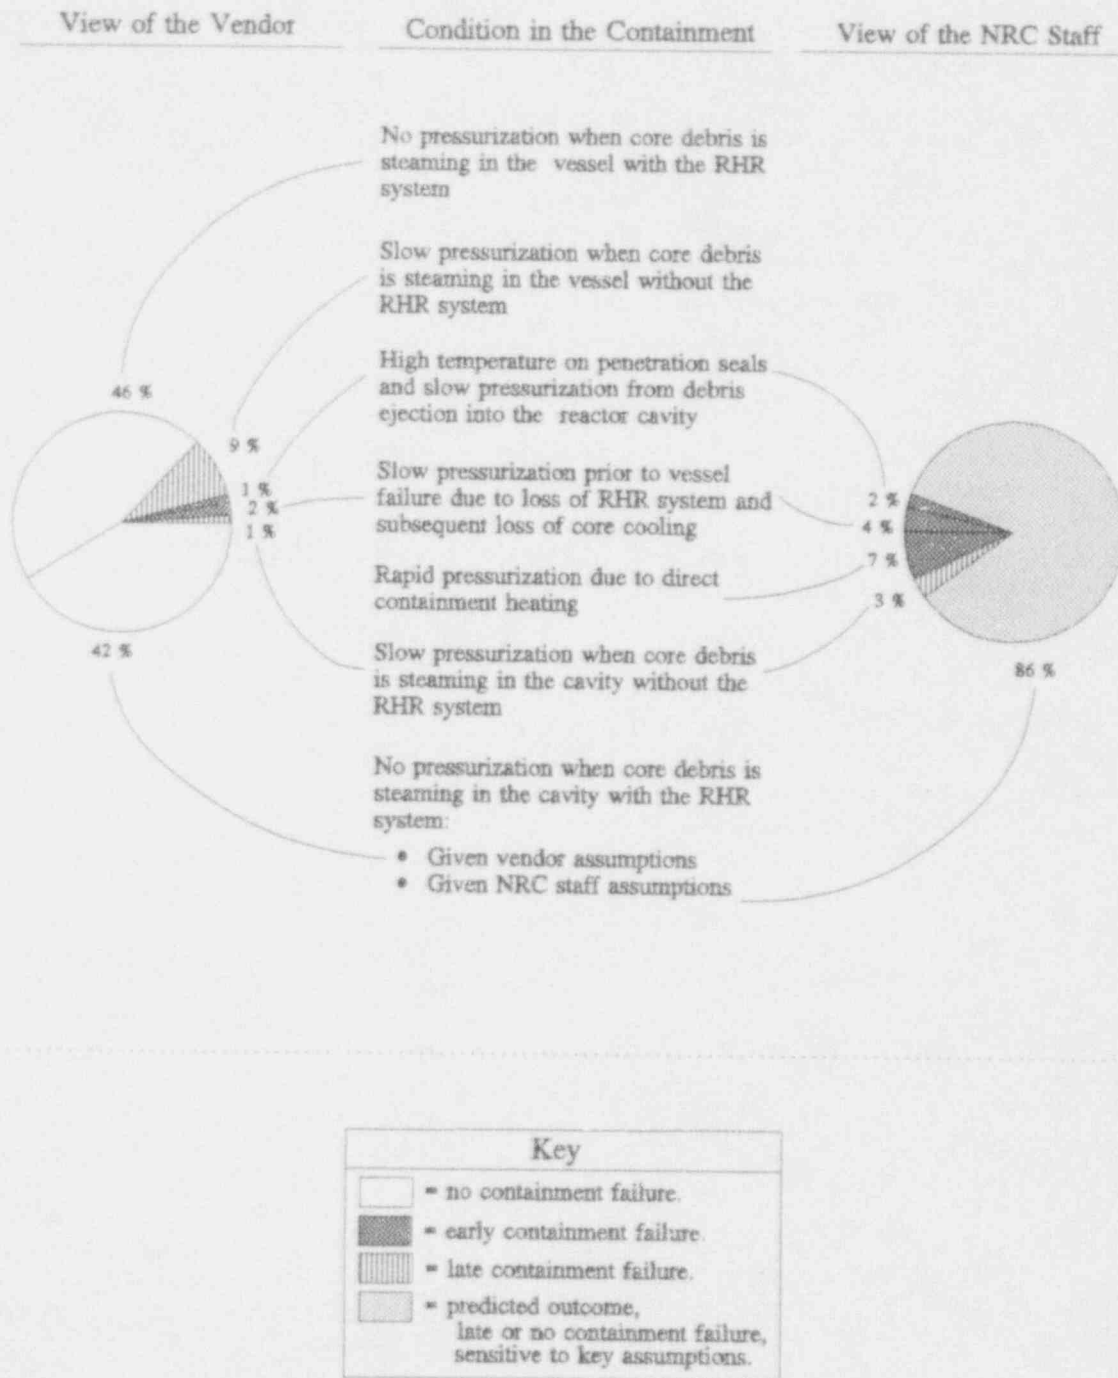 View of the Vendor
Condition in the Containment
View of the NRC Staff
No pressurization when core debris is
steaming in the vessel with the RHR
system
Slow pressurization when core debris
is steaming in the vessel without the
RHR system
High temperature on penetration seals
and slow pressurization from debris
ejection into the reactor cavity
Slow pressurization prior to vessel
failure due to loss of RHR system and
subsequent loss of core cooling
Rapid pressurization due to direct
containment heating
Slow pressurization when core debris
is steaming in the cavity without the
RHR system
No pressurization when core debris is
steaming in the cavity with the RHR
system:
• Given vendor assumptions
• Given NRC staff assumptions
46 %
9 %
1 %
2 %
1 %
42 %
2 %
4 %
7 %
3 %
86 %
Key
= no containment failure.
= early containment failure.
= late containment failure.
= predicted outcome,
late or no containment failure,
sensitive to key assumptions.